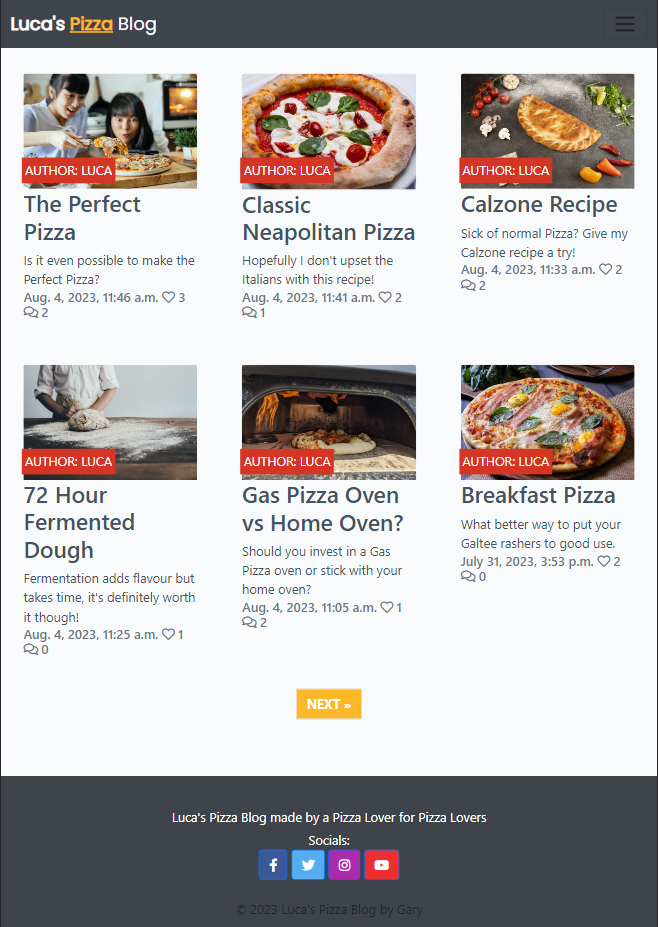 Luca's Pizza Blog
AUTHOR: LUCA
The Perfect
Pizza
Is it even possible to make the
Perfect Pizza?
Aug. 4, 2023, 11:46 a.m. 3
2
AUTHOR: LUCA
Classic
Neapolitan Pizza
Hopefully I don't upset the
Italians with this recipe!
Aug. 4, 2023, 11:41 a.m. 2
1
AUTHOR: LUCA
Calzone Recipe
Sick of normal Pizza? Give my
Calzone recipe a try!
Aug. 4, 2023, 11:33 a.m. 2
2
AUTHOR: LUCA
72 Hour
Fermented
Dough
Fermentation adds flavour but
takes time, it's definitely worth
it though!
Aug. 4, 2023, 11:25 a.m. 1
0
AUTHOR: LUCA
Gas Pizza Oven
vs Home Oven?
Should you invest in a Gas
Pizza oven or stick with your
home oven?
Aug. 4, 2023, 11:05 a.m. 1
2
AUTHOR: LUCA
Breakfast Pizza
What better way to put your
Galtee rashers to good use.
July 31, 2023, 3:53 p.m. 2
0
NEXT »
Luca's Pizza Blog made by a Pizza Lover for Pizza Lovers
Socials:
© 2023 Luca's Pizza Blog by Gary